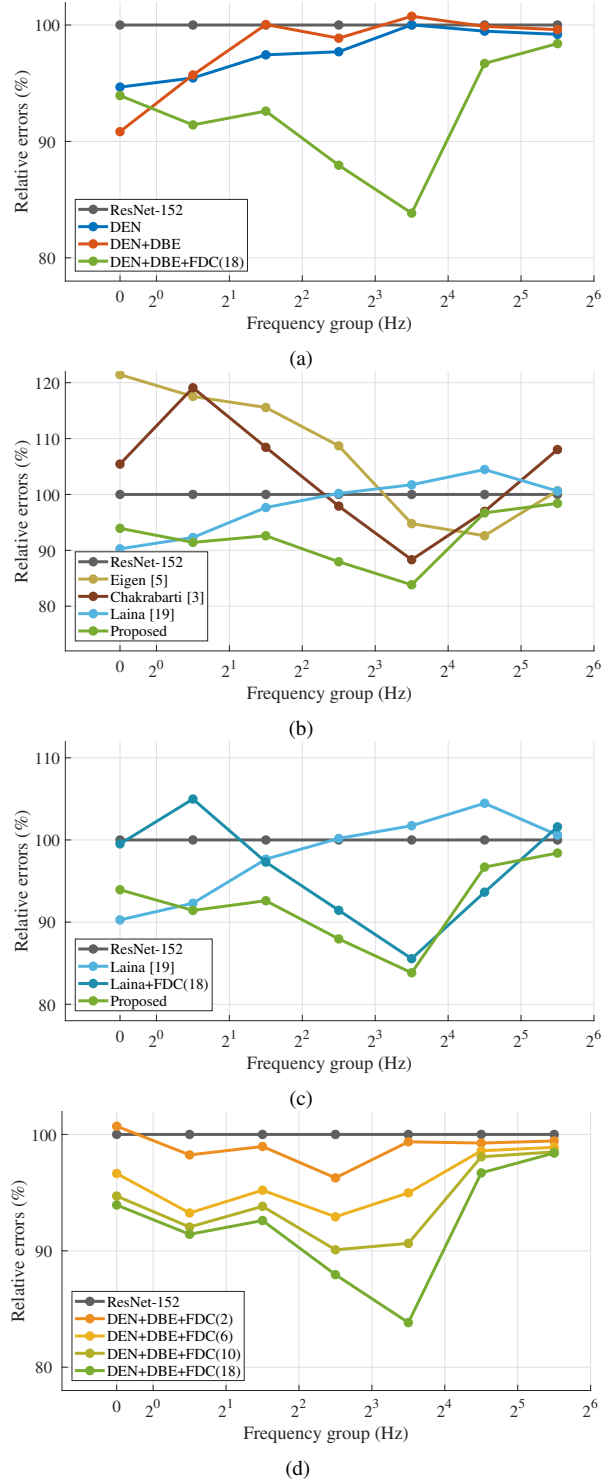 100
90
80
Relative errors (%)
ResNet-152
DEN
DEN+DBE
DEN+DBE+FDC(18)
0 2^0 2^1 2^2 2^3 2^4 2^5 2^6
Frequency group (Hz)
(a)
120
110
100
90
80
Relative errors (%)
ResNet-152
Eigen [5]
Chakrabarti [3]
Laina [19]
Proposed
0 2^0 2^1 2^2 2^3 2^4 2^5 2^6
Frequency group (Hz)
(b)
110
100
90
80
Relative errors (%)
ResNet-152
Laina [19]
Laina+FDC(18)
Proposed
0 2^0 2^1 2^2 2^3 2^4 2^5 2^6
Frequency group (Hz)
(c)
100
90
80
Relative errors (%)
ResNet-152
DEN+DBE+FDC(2)
DEN+DBE+FDC(6)
DEN+DBE+FDC(10)
DEN+DBE+FDC(18)
0 2^0 2^1 2^2 2^3 2^4 2^5 2^6
Frequency group (Hz)
(d)